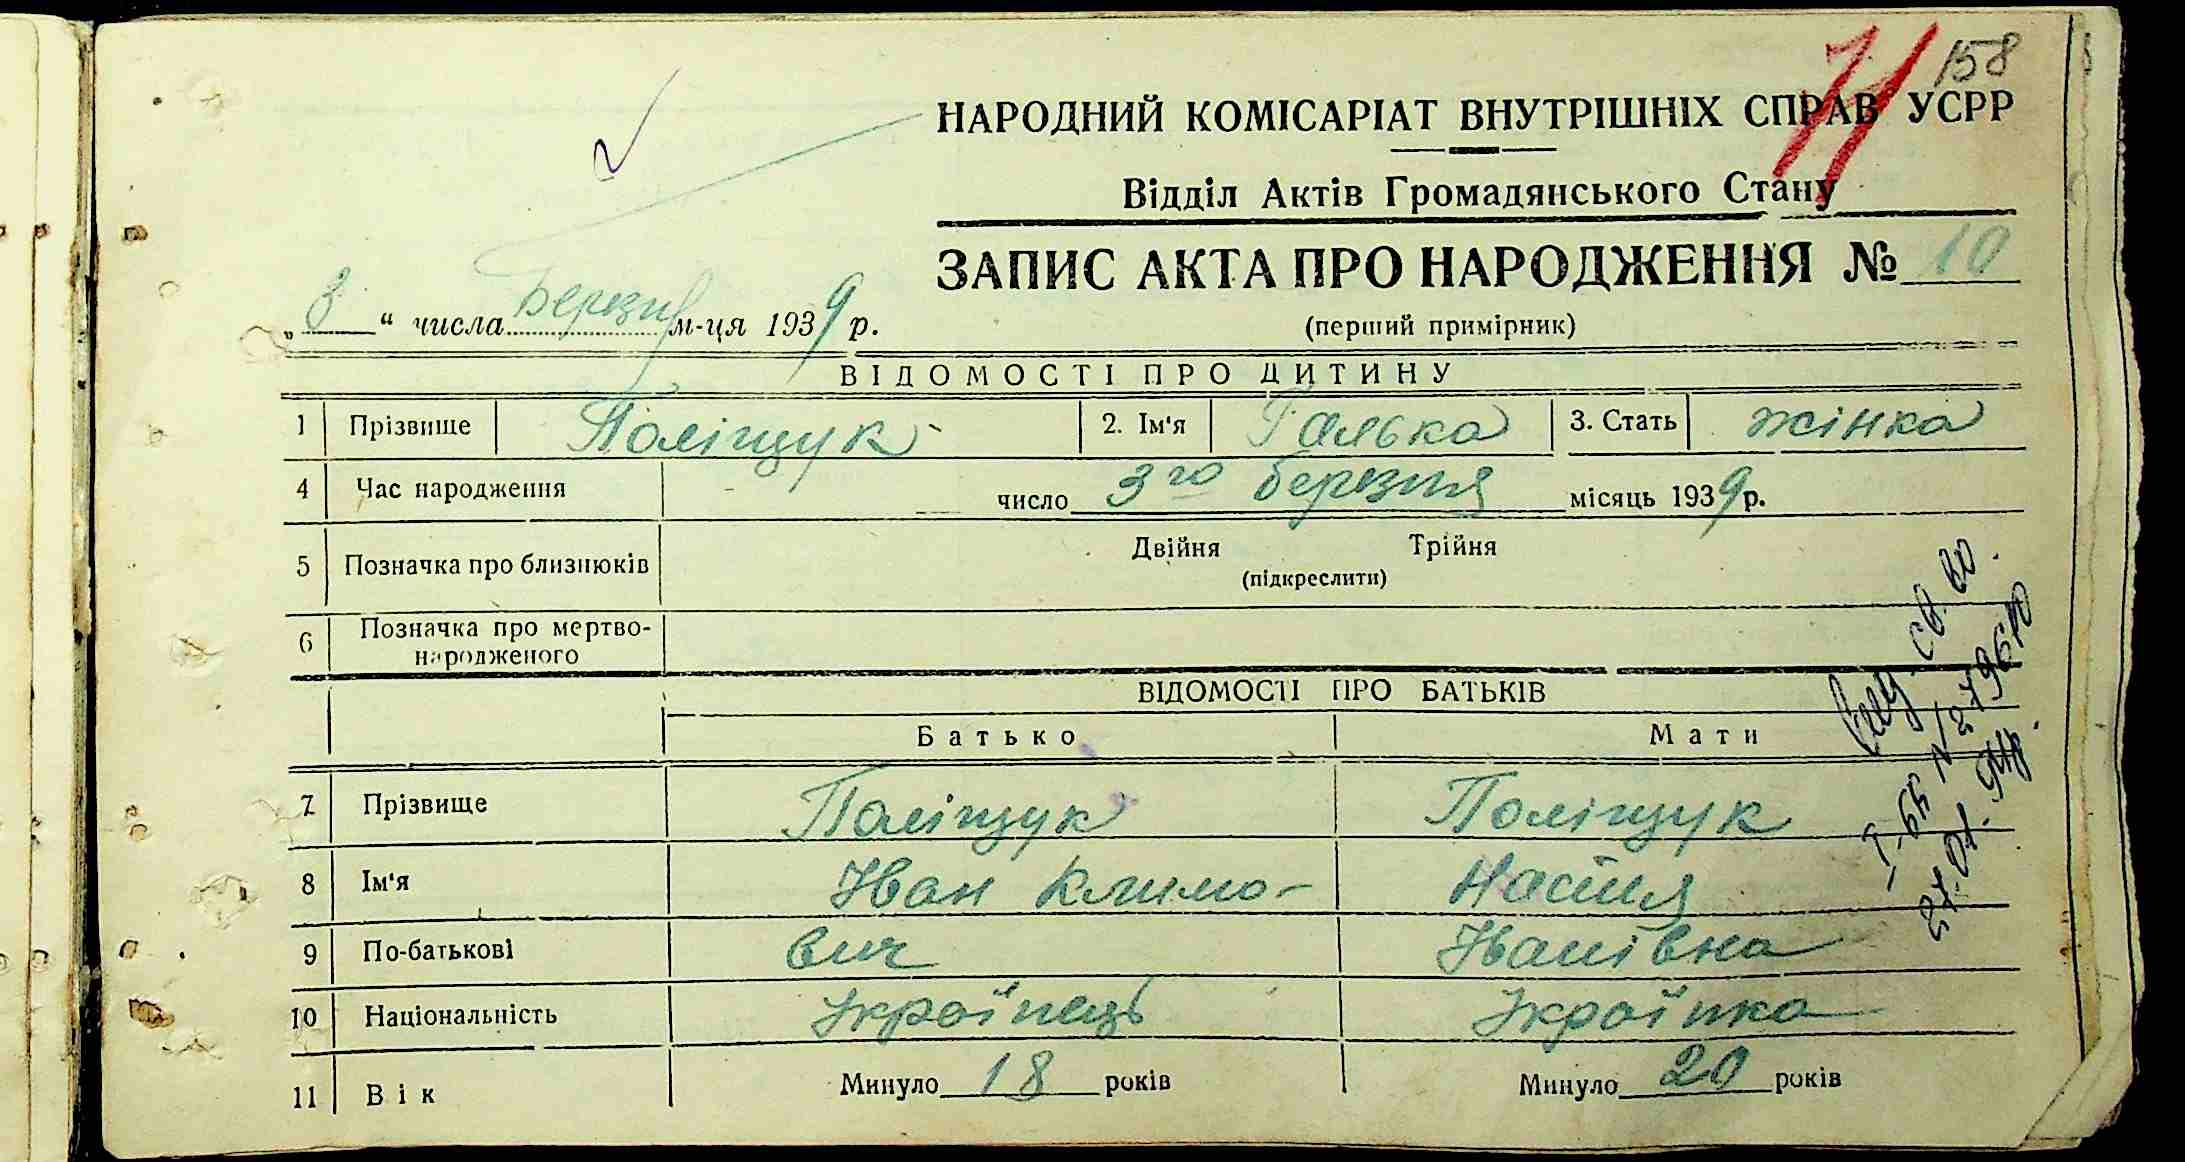 158
НАРОДНИЙ КОМІСАРІАТ ВНУТРІШНІХ СПРАВ УСРР
Відділ Актів Громадянського Стану
ЗАПИС АКТА ПРО НАРОДЖЕННЯ № 10
„3“ числа Березня м-ця 1939 р.
(перший примірник)
ВІДОМОСТІ ПРО ДИТИНУ
1 Прізвище Поліщук 2. Ім'я Галька 3. Стать жінка
4 Час народження число 3го березня місяць 1939 р.
5 Позначка про близнюків Двійня Трійня
(підкреслити)
6 Позначка про мертво-
народженого
ВІДОМОСТІ ПРО БАТЬКІВ
Батько Мати
7 Прізвище Поліщук Поліщук
8 Ім'я Іван Климо- Настя
9 По-батькові вич Іванівна
10 Національність Українець Українка
11 Вік Минуло 18 років Минуло 20 років